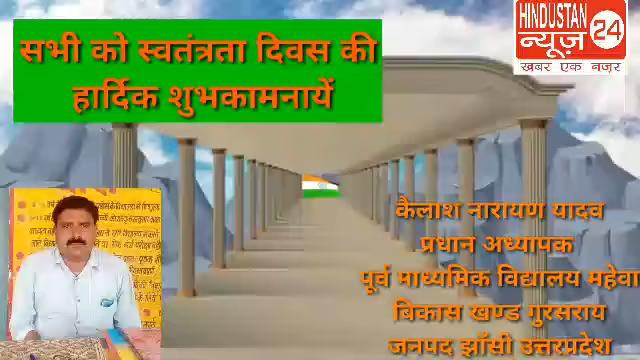 सभी को स्वतंत्रता दिवस की
हार्दिक शुभकामनायें
HINDUSTAN
न्यूज़ 24
खबर एक नज़र
कैलाश नारायण यादव
प्रधान अध्यापक
पूर्व माध्यमिक विद्यालय महेवा
बिकास खण्ड गुरसराय
जनपद झाँसी उत्तरप्रदेश